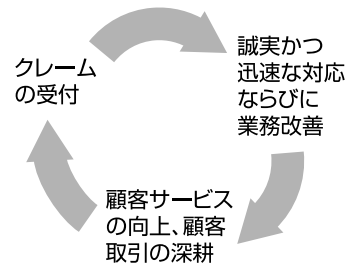 クレーム
の受付
誠実かつ
迅速な対応
ならびに
業務改善
顧客サービス
の向上、顧客
取引の深耕